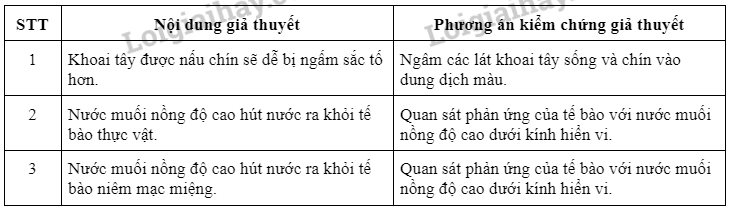 STT Nội dung giả thuyết Phương án kiểm chứng giả thuyết
1 Khoai tây được nấu chín sẽ dễ bị ngấm sắc tố Ngâm các lát khoai tây sống và chín vào
hơn. dung dịch màu.
2 Nước muối nồng độ cao hút nước ra khỏi tế Quan sát phản ứng của tế bào với nước muối
bào thực vật. nồng độ cao dưới kính hiển vi.
3 Nước muối nồng độ cao hút nước ra khỏi tế Quan sát phản ứng của tế bào với nước muối
bào niêm mạc miệng. nồng độ cao dưới kính hiển vi.